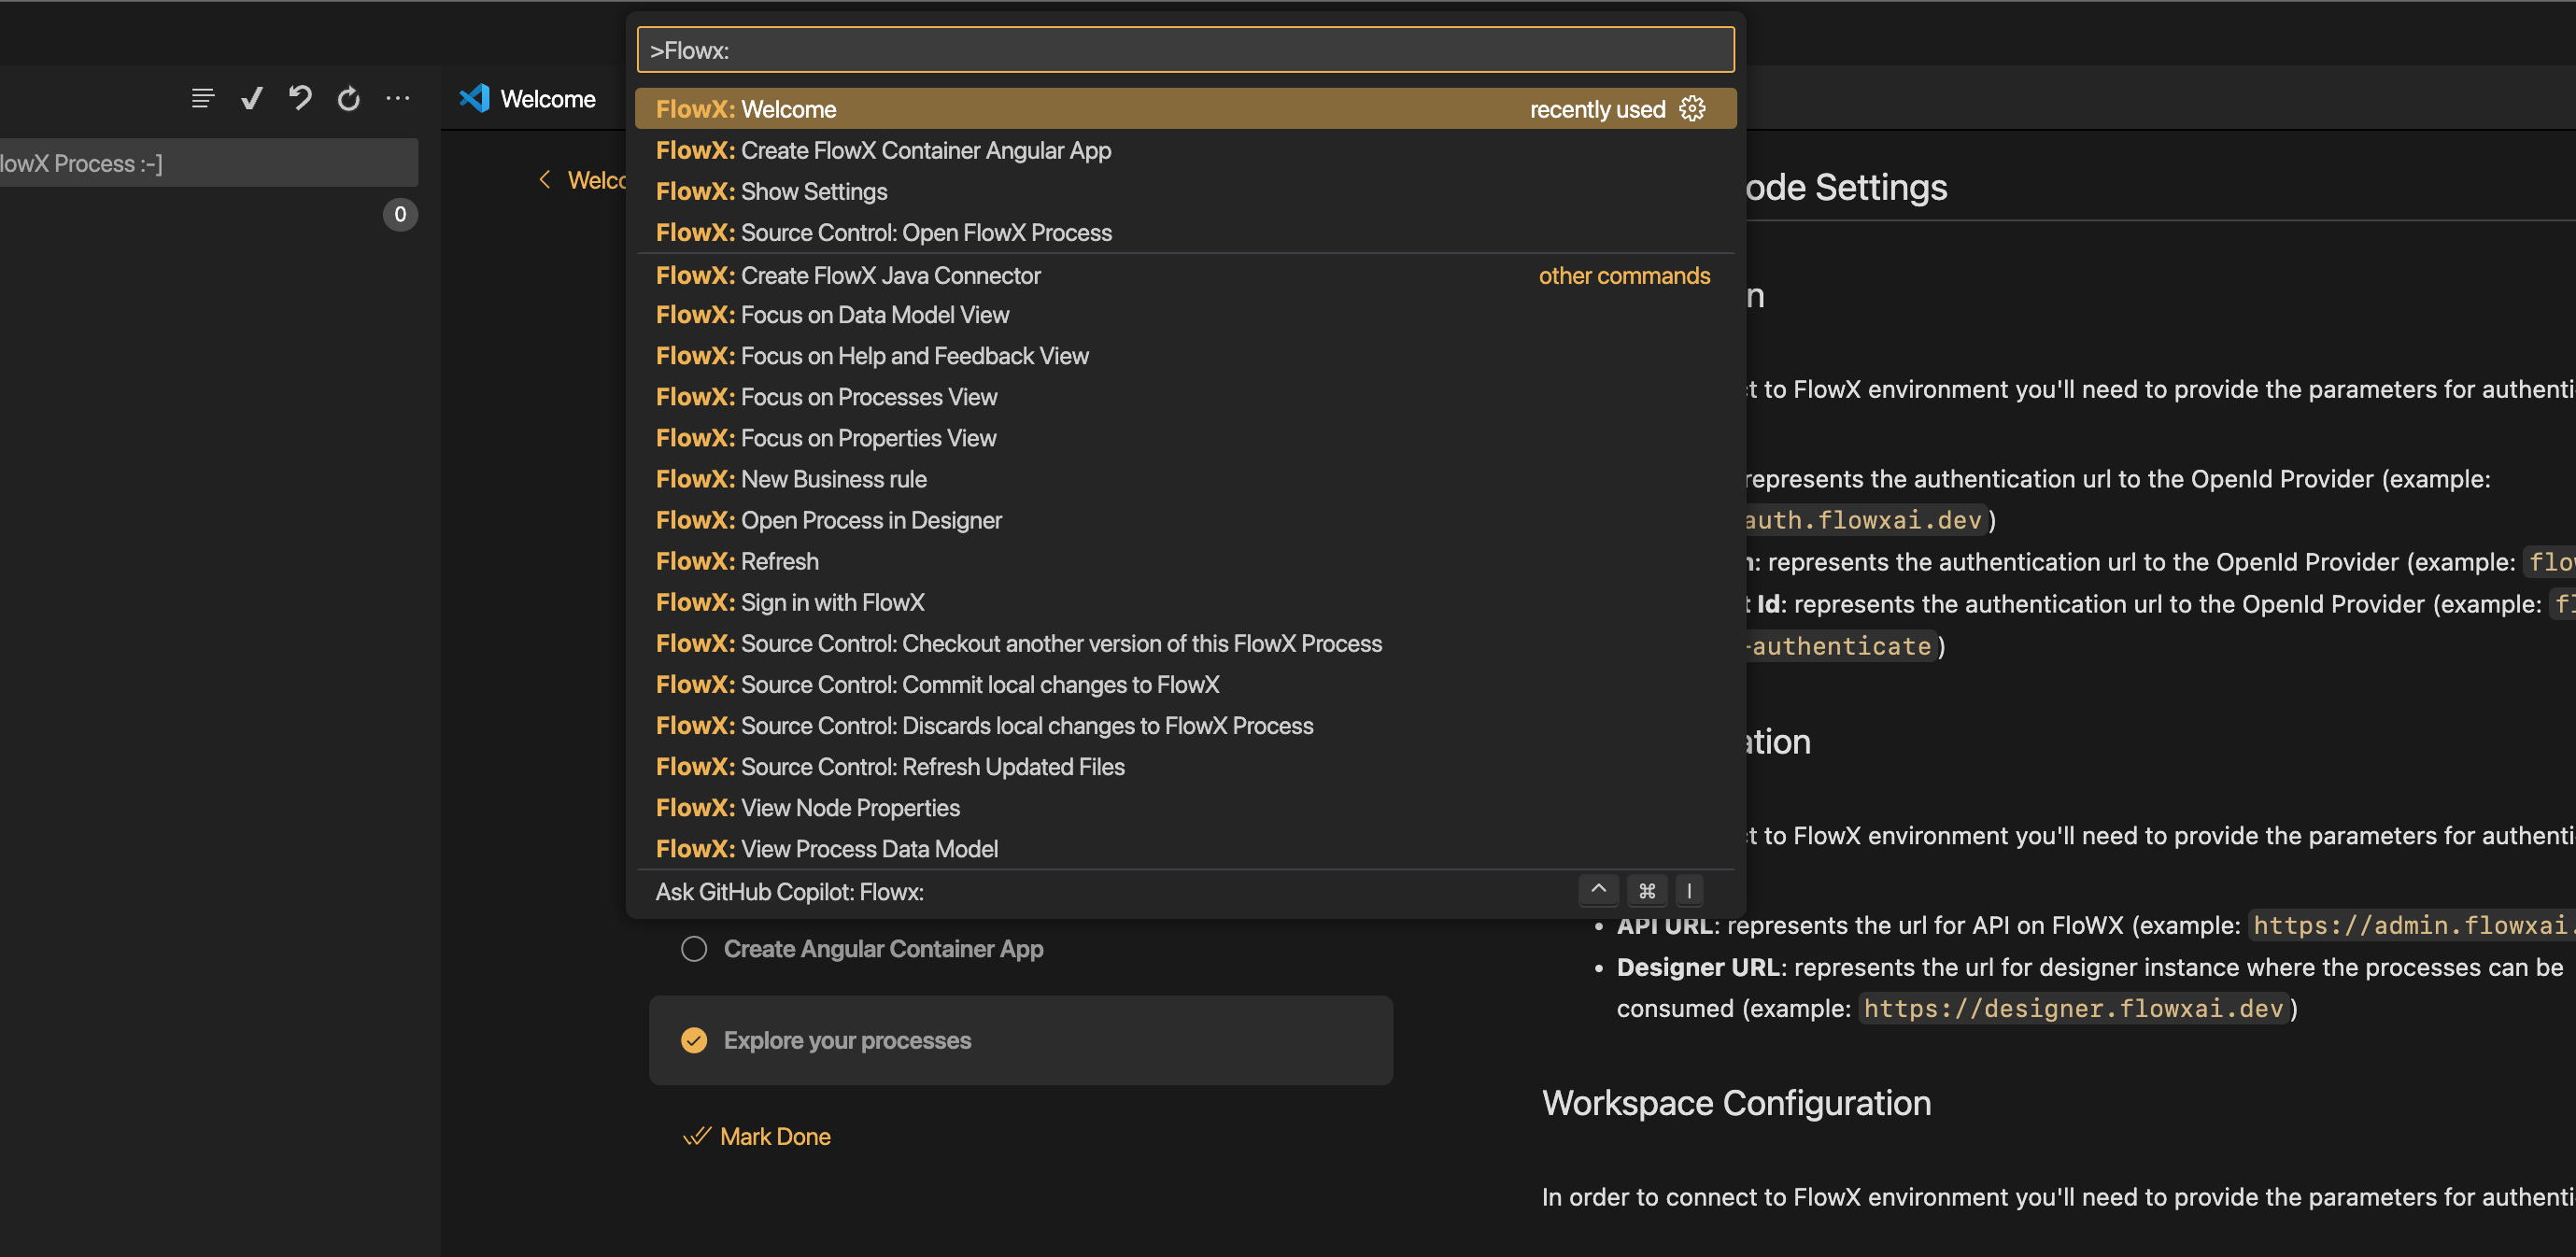 >Flowx:
FlowX: Welcome recently used
FlowX: Create FlowX Container Angular App
FlowX: Show Settings
FlowX: Source Control: Open FlowX Process
FlowX: Create FlowX Java Connector other commands
FlowX: Focus on Data Model View
FlowX: Focus on Help and Feedback View
FlowX: Focus on Processes View
FlowX: Focus on Properties View
FlowX: New Business rule
FlowX: Open Process in Designer
FlowX: Refresh
FlowX: Sign in with FlowX
FlowX: Source Control: Checkout another version of this FlowX Process
FlowX: Source Control: Commit local changes to FlowX
FlowX: Source Control: Discards local changes to FlowX Process
FlowX: Source Control: Refresh Updated Files
FlowX: View Node Properties
FlowX: View Process Data Model
Ask GitHub Copilot: Flowx: ^ ⌘ I
lowX Process :-]
0
Welcome
Welco
Create Angular Container App
Explore your processes
Mark Done
ode Settings
n
ct to FlowX environment you'll need to provide the parameters for authenti
represents the authentication url to the OpenId Provider (example:
auth.flowxai.dev)
: represents the authentication url to the OpenId Provider (example: flow
t Id: represents the authentication url to the OpenId Provider (example: fl
-authenticate)
ation
ct to FlowX environment you'll need to provide the parameters for authenti
• API URL: represents the url for API on FloWX (example: https://admin.flowxai.
• Designer URL: represents the url for designer instance where the processes can be
consumed (example: https://designer.flowxai.dev)
Workspace Configuration
In order to connect to FlowX environment you'll need to provide the parameters for authenti